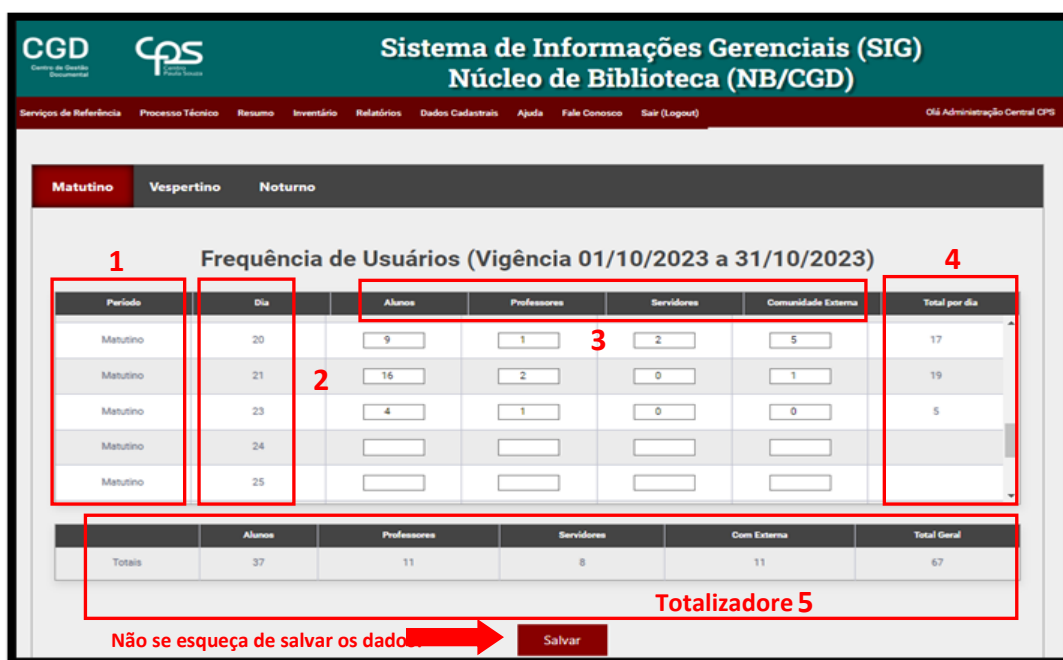 CGD
Centro de Gestão
Documental
Cps
Centro
Paula Souza
Sistema de Informações Gerenciais (SIG)
Núcleo de Biblioteca (NB/CGD)
Serviços de Referência Processo Técnico Resumo Inventário Relatórios Dados Cadastrais Ajuda Fale Conosco Sair (Logout) Olá Administração Central CPS
Matutino Vespertino Noturno
1 4
Frequência de Usuários (Vigência 01/10/2023 a 31/10/2023)
Período Dia Alunos Professores Servidores Comunidade Externa Total por dia
Matutino 20 9 1 3 2 5 17
2
Matutino 21 16 2 0 1 19
Matutino 23 4 1 0 0 5
Matutino 24
Matutino 25
Alunos Professores Servidores Com Externa Total Geral
Totais 37 11 8 11 67
Totalizadore 5
Não se esqueça de salvar os dado
Salvar